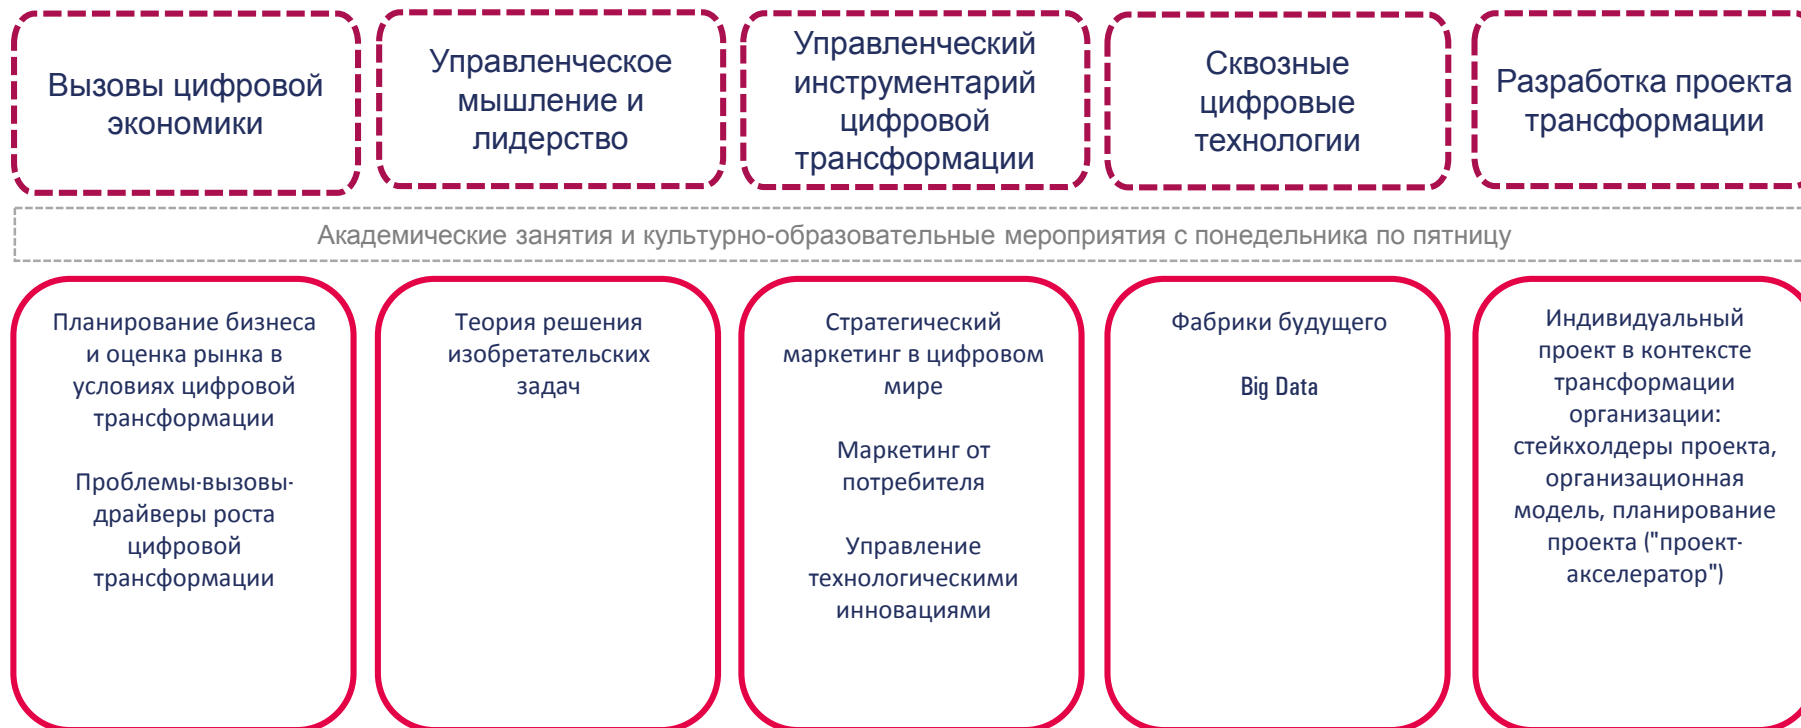 Вызовы цифровой
экономики
Управленческое
мышление и
лидерство
Управленческий
инструментарий
цифровой
трансформации
Сквозные
цифровые
технологии
Разработка проекта
трансформации
Академические занятия и культурно-образовательные мероприятия с понедельника по пятницу
Планирование бизнеса
и оценка рынка в
условиях цифровой
трансформации
Проблемы-вызовы-
драйверы роста
цифровой
трансформации
Теория решения
изобретательских
задач
Стратегический
маркетинг в цифровом
мире
Маркетинг от
потребителя
Управление
технологическими
инновациями
Фабрики будущего
Big Data
Индивидуальный
проект в контексте
трансформации
организации:
стейкхолдеры проекта,
организационная
модель, планирование
проекта ("проект-
акселератор")